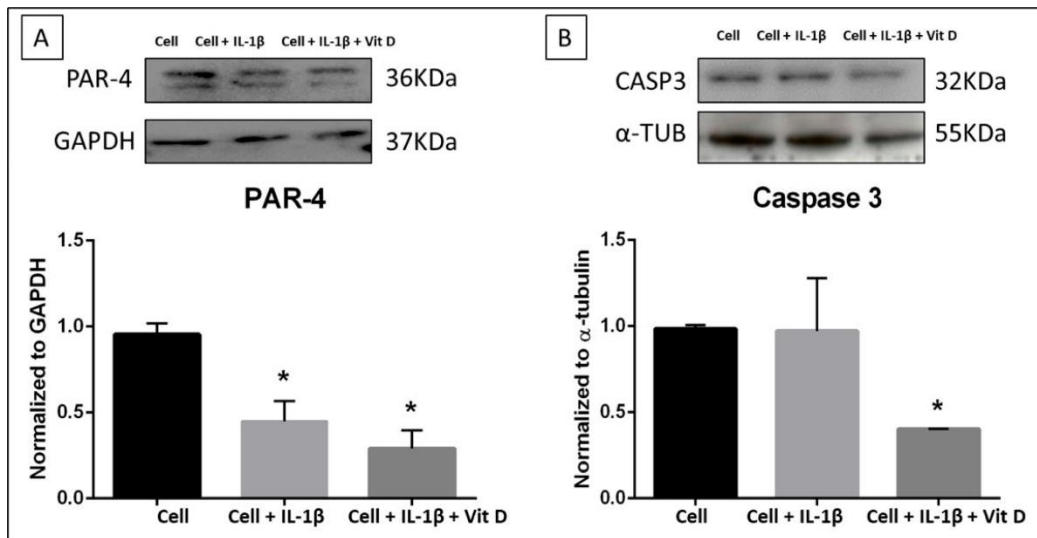 A
Cell Cell + IL-1β Cell + IL-1β + Vit D
PAR-4 36KDa
GAPDH 37KDa
PAR-4
Normalized to GAPDH
1.5
1.0
0.5
0.0
* *
Cell Cell + IL-1β Cell + IL-1β + Vit D
B
Cell Cell + IL-1β Cell + IL-1β + Vit D
CASP3 32KDa
α-TUB 55KDa
Caspase 3
Normalized to α-tubulin
1.5
1.0
0.5
0.0
*
Cell Cell + IL-1β Cell + IL-1β + Vit D